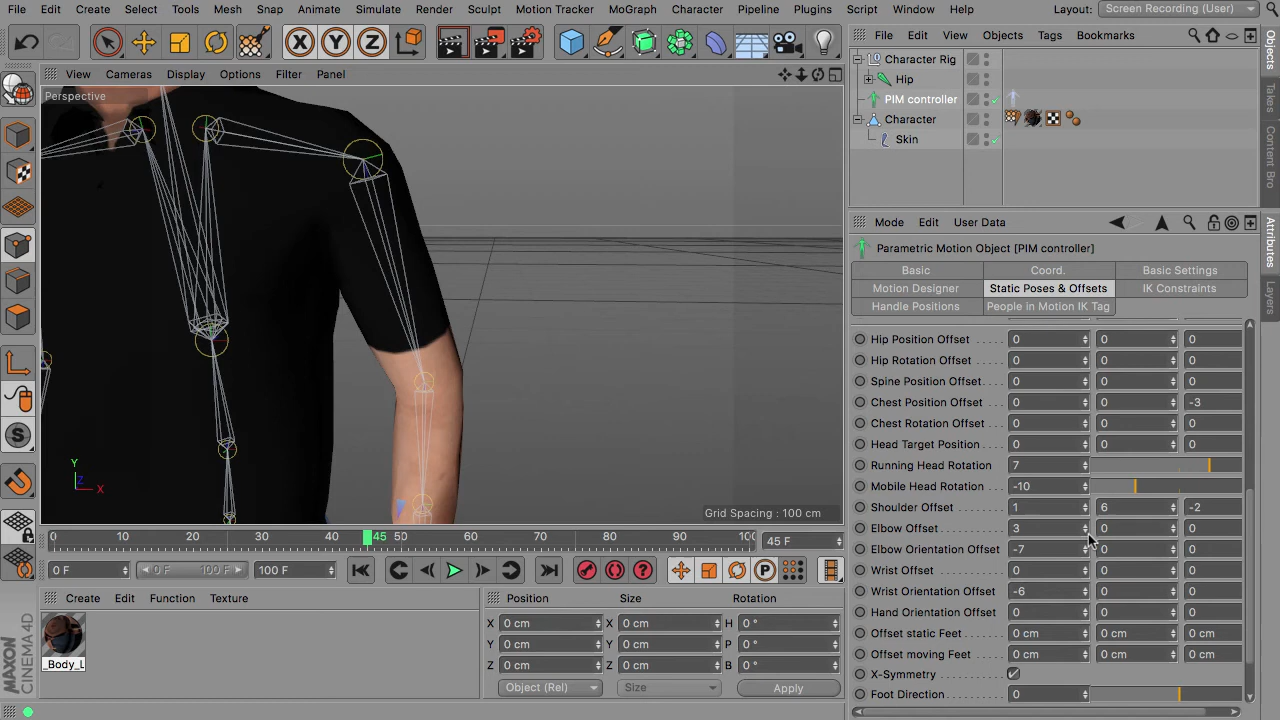 File Edit Create Select Tools Mesh Snap Animate Simulate Render Sculpt Motion Tracker MoGraph Character Pipeline Plugins Script Window Help Layout: Screen Recording (User)
X Y Z
File Edit View Objects Tags Bookmarks
View Cameras Display Options Filter Panel
Perspective
Character Rig
Hip
PIM controller
Character
Skin
Objects
Takes
Content Bro
Attributes
Layers
Mode Edit User Data
Parametric Motion Object [PIM controller]
Basic Coord. Basic Settings
Motion Designer Static Poses & Offsets IK Constraints
Handle Positions People in Motion IK Tag
Hip Position Offset 0 0 0
Hip Rotation Offset 0 0 0
Spine Position Offset 0 0 0
Chest Position Offset 0 0 -3
Chest Rotation Offset 0 0 0
Head Target Position 0 0 0
Running Head Rotation 7
Mobile Head Rotation -10
Shoulder Offset 1 6 -2
Elbow Offset 3 0 0
Elbow Orientation Offset -7 0 0
Wrist Offset 0 0 0
Wrist Orientation Offset -6 0 0
Hand Orientation Offset 0 0 0
Offset static Feet 0 cm 0 cm 0 cm
Offset moving Feet 0 cm 0 cm 0 cm
X-Symmetry
Foot Direction 0
Y
Z
X
Grid Spacing : 100 cm
0 10 20 30 40 45 50 60 70 80 90 100 45 F
0 F 0 F 100 F 100 F
P
Create Edit Function Texture
_Body_L
Position Size Rotation
X 0 cm X 0 cm H 0 °
Y 0 cm Y 0 cm P 0 °
Z 0 cm Z 0 cm B 0 °
Object (Rel) Size Apply
S
MAXON
CINEMA 4D